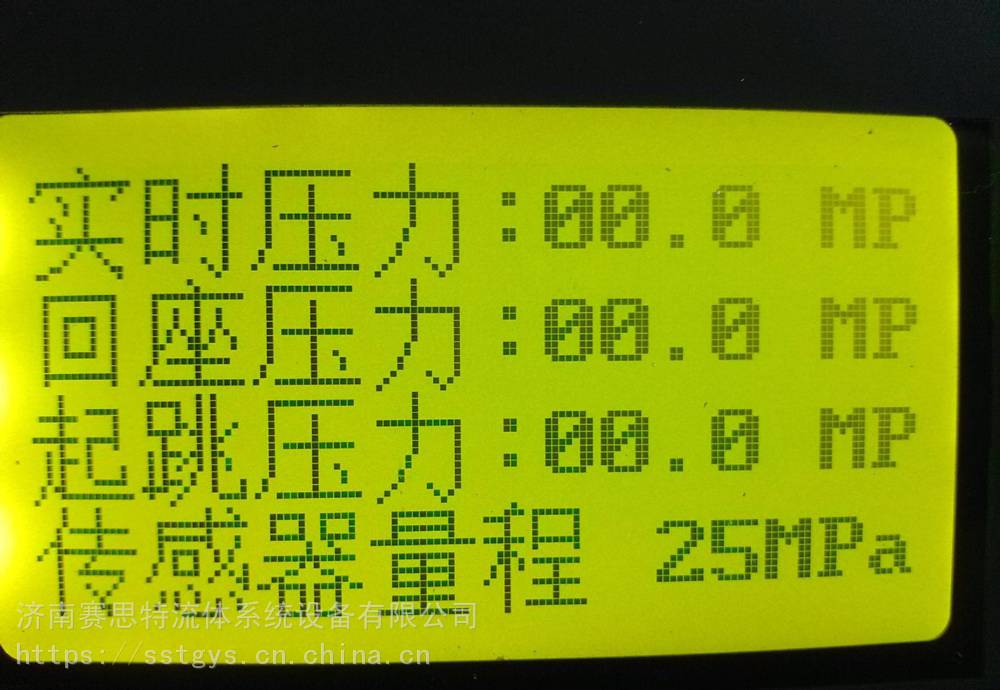 实时压力:00.0 MP
回座压力:00.0 MP
起跳压力:00.0 MP
传感器量程 25MPa
济南赛思特流体系统设备有限公司
https://sstgys.cn.china.cn